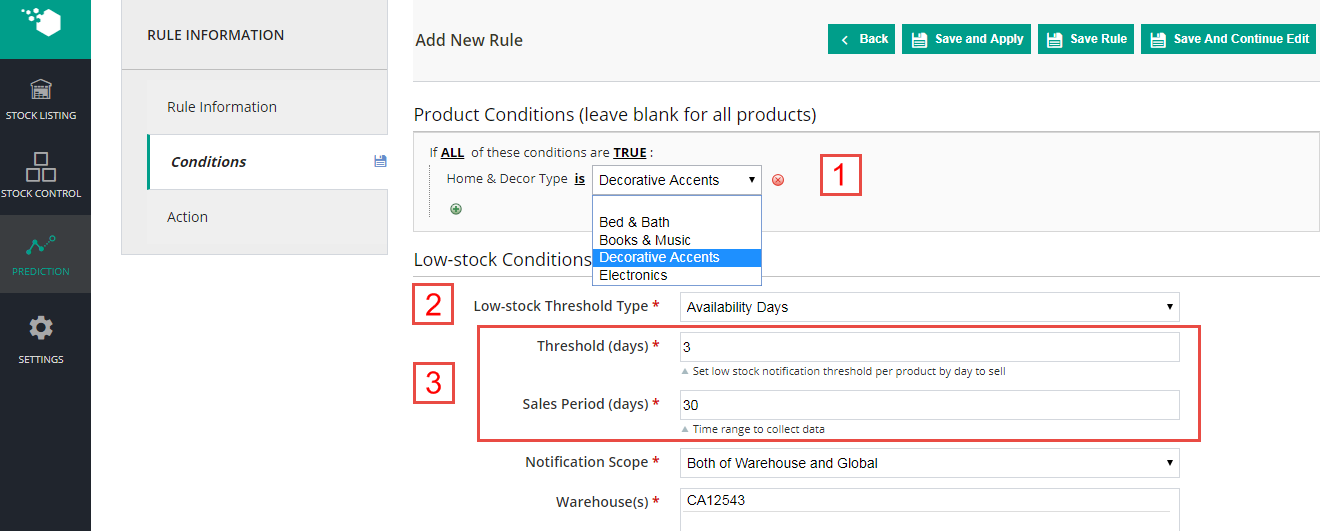 STOCK LISTING
STOCK CONTROL
PREDICTION
SETTINGS
RULE INFORMATION
Rule Information
Conditions
Action
Add New Rule
Back
Save and Apply
Save Rule
Save And Continue Edit
Product Conditions (leave blank for all products)
If ALL of these conditions are TRUE :
Home & Decor Type is Decorative Accents
1
Bed & Bath
Books & Music
Decorative Accents
Electronics
Low-stock Conditions
2
Low-stock Threshold Type * Availability Days
3
Threshold (days) * 3
Set low stock notification threshold per product by day to sell
Sales Period (days) * 30
Time range to collect data
Notification Scope * Both of Warehouse and Global
Warehouse(s) * CA12543